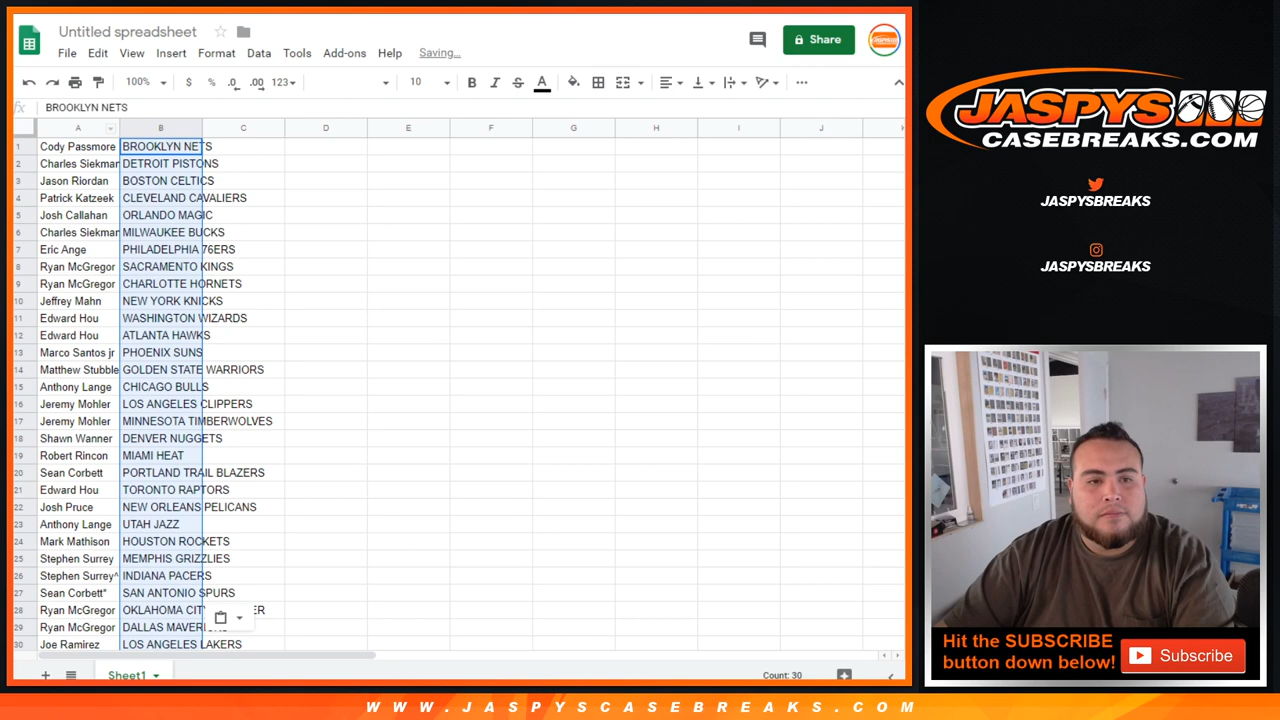 Untitled spreadsheet
File Edit View Insert Format Data Tools Add-ons Help Saving...
Share
100% $ % .0 .00 123 10 B I S A
fx BROOKLYN NETS
A B C D E F G H I J
1 Cody Passmore BROOKLYN NETS
2 Charles Siekman DETROIT PISTONS
3 Jason Riordan BOSTON CELTICS
4 Patrick Katzeek CLEVELAND CAVALIERS
5 Josh Callahan ORLANDO MAGIC
6 Charles Siekman MILWAUKEE BUCKS
7 Eric Ange PHILADELPHIA 76ERS
8 Ryan McGregor SACRAMENTO KINGS
9 Ryan McGregor CHARLOTTE HORNETS
10 Jeffrey Mahn NEW YORK KNICKS
11 Edward Hou WASHINGTON WIZARDS
12 Edward Hou ATLANTA HAWKS
13 Marco Santos jr PHOENIX SUNS
14 Matthew Stubble GOLDEN STATE WARRIORS
15 Anthony Lange CHICAGO BULLS
16 Jeremy Mohler LOS ANGELES CLIPPERS
17 Jeremy Mohler MINNESOTA TIMBERWOLVES
18 Shawn Wanner DENVER NUGGETS
19 Robert Rincon MIAMI HEAT
20 Sean Corbett PORTLAND TRAIL BLAZERS
21 Edward Hou TORONTO RAPTORS
22 Josh Pruce NEW ORLEANS PELICANS
23 Anthony Lange UTAH JAZZ
24 Mark Mathison HOUSTON ROCKETS
25 Stephen Surrey MEMPHIS GRIZZLIES
26 Stephen Surrey^ INDIANA PACERS
27 Sean Corbett" SAN ANTONIO SPURS
28 Ryan McGregor OKLAHOMA CIT ER
29 Ryan McGregor DALLAS MAVERI
30 Joe Ramirez LOS ANGELES LAKERS
Sheet1
Count: 30
JASPYS
CASEBREAKS.COM
JASPYSBREAKS
JASPYSBREAKS
Hit the SUBSCRIBE
button down below!
Subscribe
WWW.JASPYSCASEBREAKS.COM